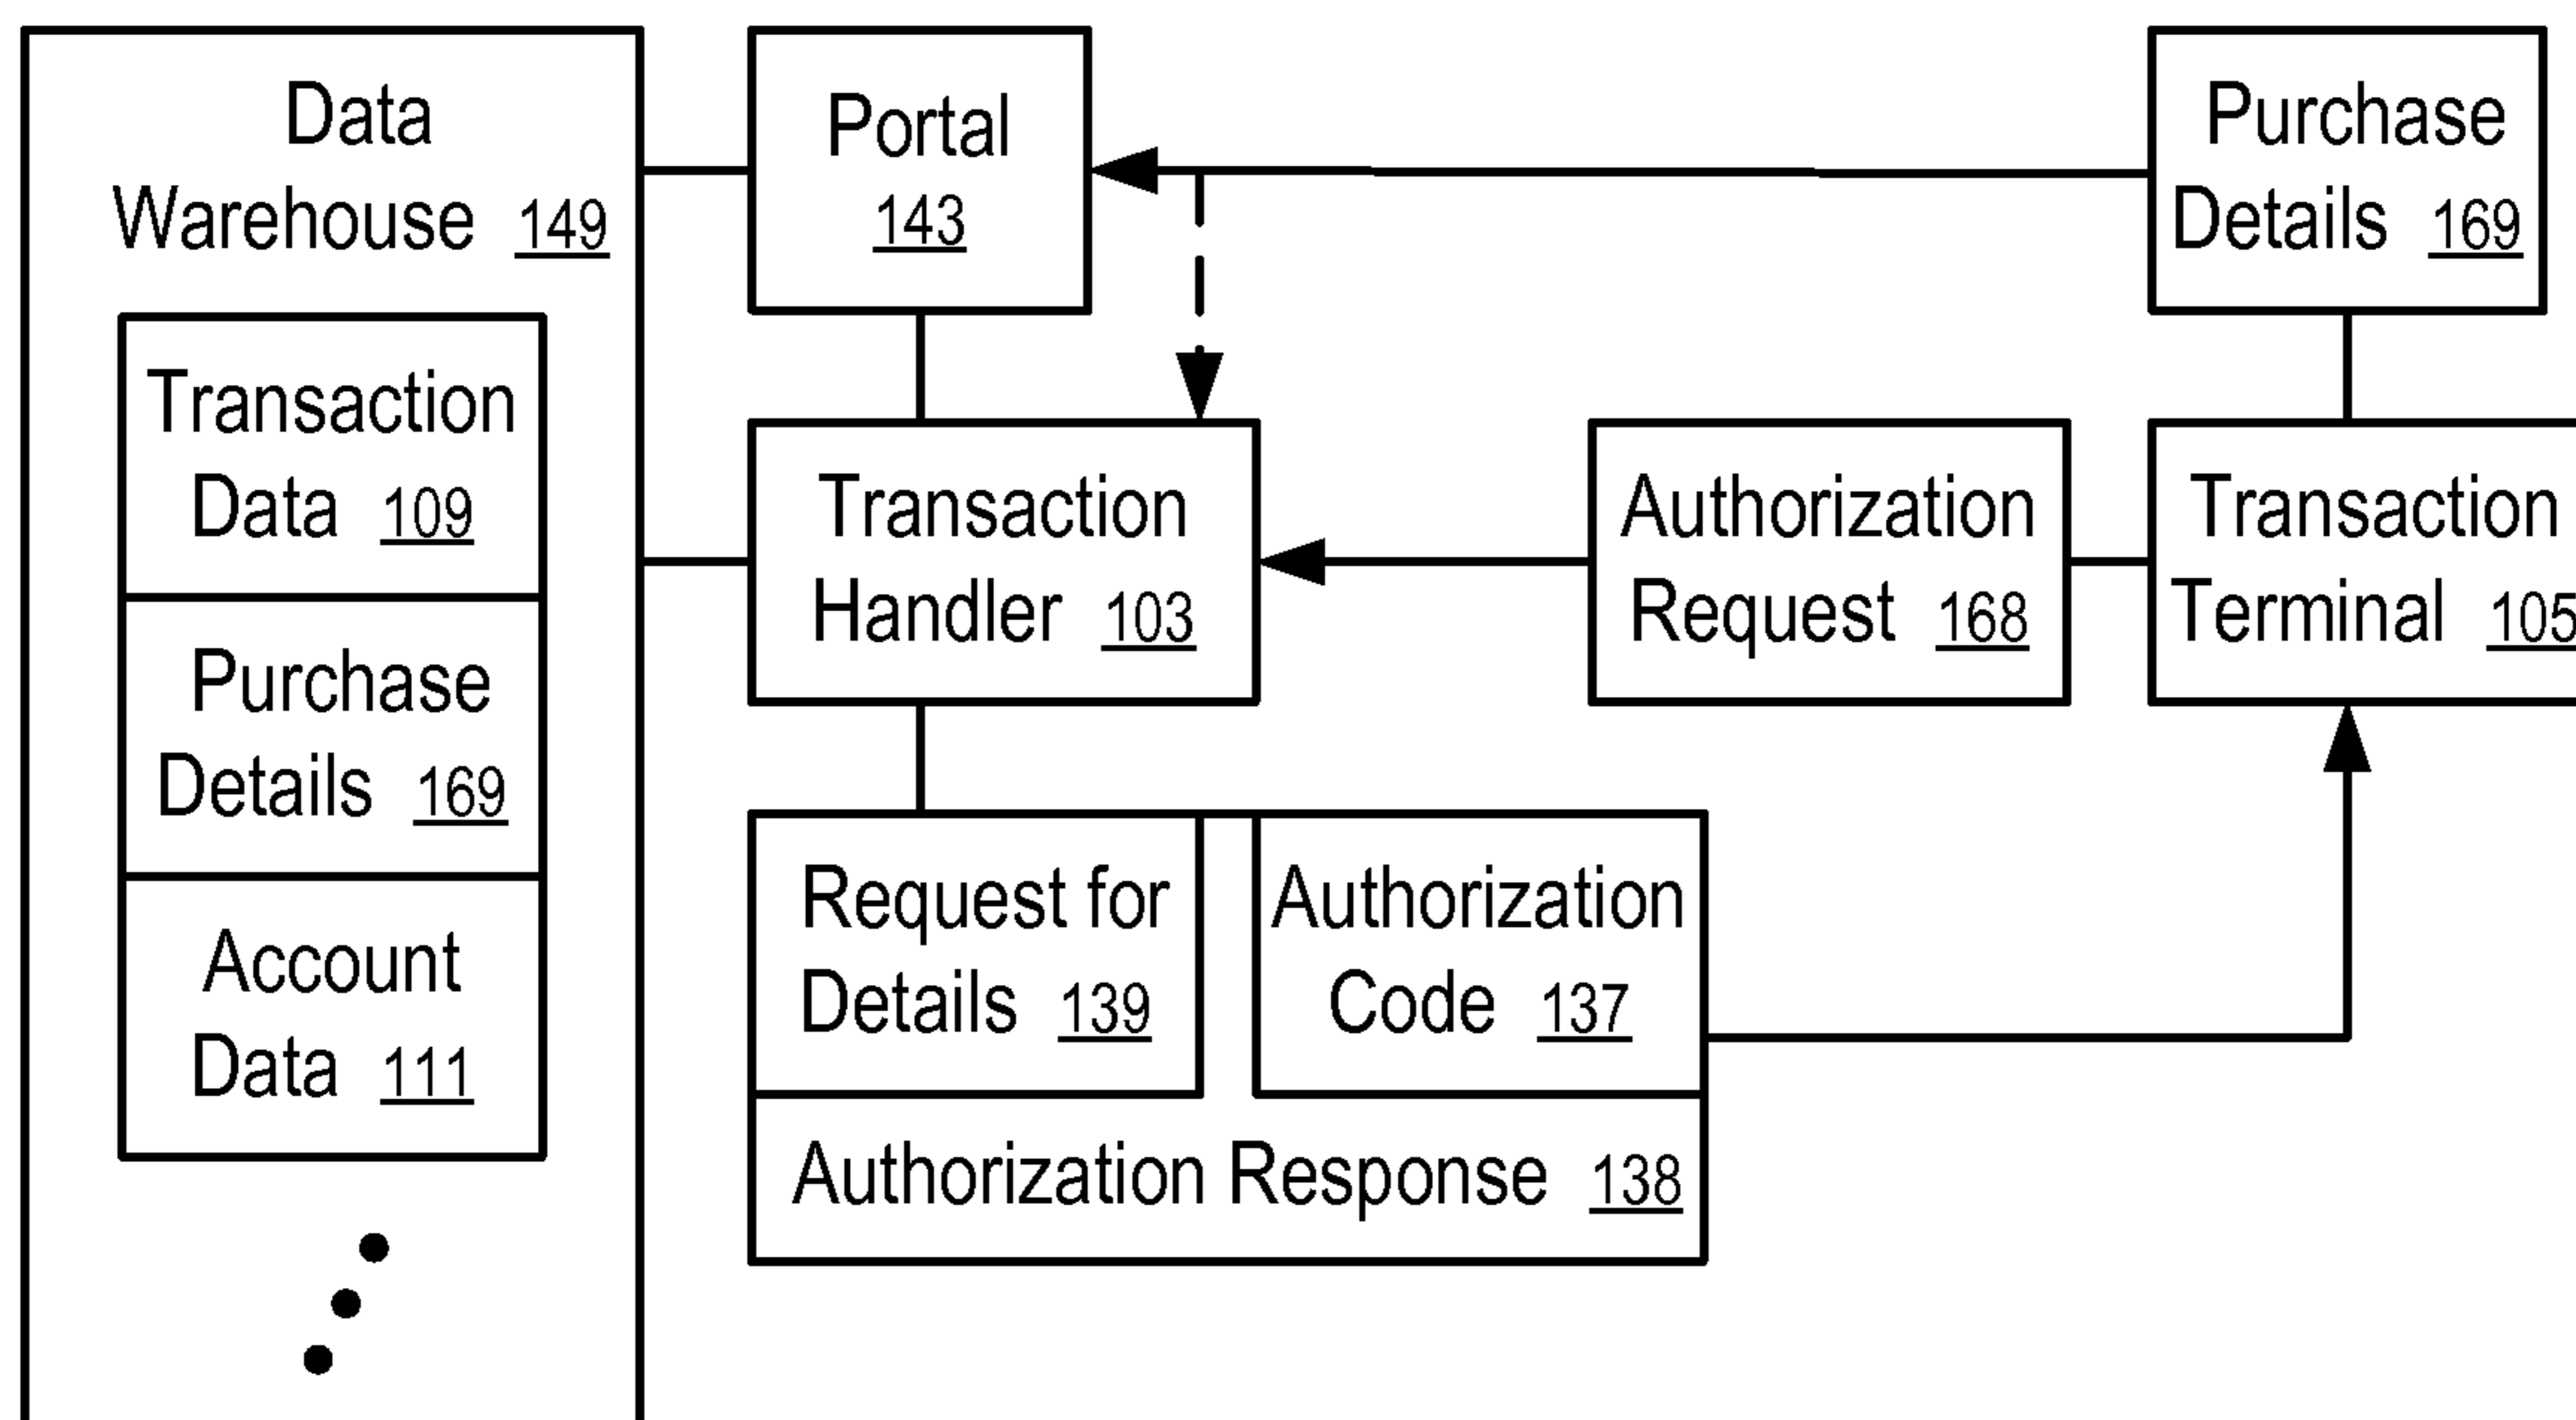 Data
Warehouse 149
Transaction
Data 109
Purchase
Details 169
Account
Data 111
Portal
143
Purchase
Details 169
Transaction
Handler 103
Authorization
Request 168
Transaction
Terminal 105
Request for
Details 139
Authorization
Code 137
Authorization Response 138